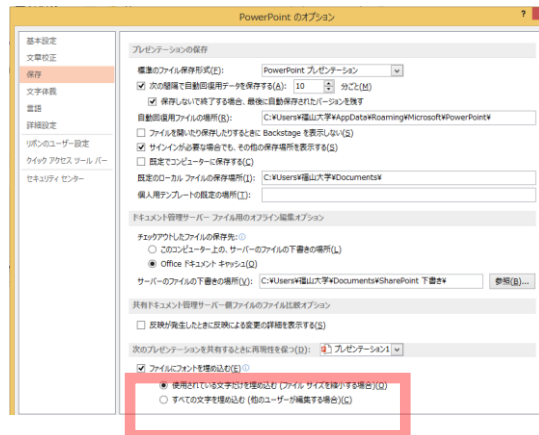 PowerPoint のオプション
?
基本設定
文章校正
保存
文字体裁
言語
詳細設定
リボンのユーザー設定
クイック アクセス ツール バー
セキュリティ センター
プレゼンテーションの保存
標準のファイル保存形式(F): PowerPoint プレゼンテーション
次の間隔で自動回復用データを保存する(A): 10 分ごと(M)
保存しないで終了する場合、最後に自動保存されたバージョンを残す
自動回復用ファイルの場所(R): C:¥Users¥福山大学¥AppData¥Roaming¥Microsoft¥PowerPoint¥
ファイルを開いたり保存したりするときに Backstage を表示しない(S)
サインインが必要な場合でも、その他の保存場所を表示する(S)
既定でコンピューターに保存する(C)
既定のローカル ファイルの保存場所(I): C:¥Users¥福山大学¥Documents¥
個人用テンプレートの既定の場所(T):
ドキュメント管理サーバー ファイル用のオフライン編集オプション
チェックアウトしたファイルの保存先:
このコンピューター上の、サーバーのファイルの下書きの場所(L)
Office ドキュメント キャッシュ(O)
サーバーのファイルの下書きの場所(V): C:¥Users¥福山大学¥Documents¥SharePoint 下書き¥ 参照(B)...
共有ドキュメント管理サーバー側ファイルのファイル比較オプション
反映が発生したときに反映による変更の詳細を表示する(S)
次のプレゼンテーションを共有するときに再現性を保つ(D): プレゼンテーション1
ファイルにフォントを埋め込む(E)
使用されている文字だけを埋め込む (ファイル サイズを縮小する場合)(O)
すべての文字を埋め込む (他のユーザーが編集する場合)(C)